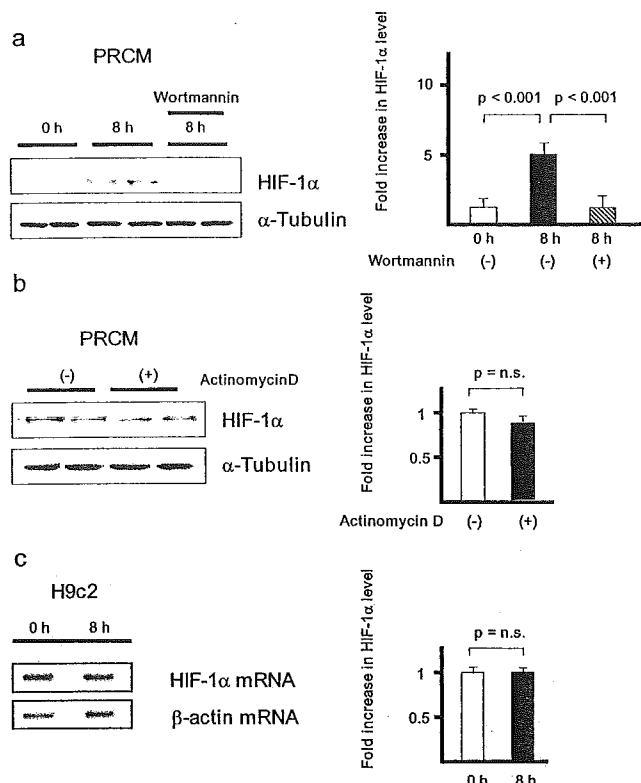 a
PRCM
Wortmannin
0 h 8 h 8 h
HIF-1α
α-Tubulin
Fold increase in HIF-1α level
10
5
p < 0.001 p < 0.001
0 h 8 h 8 h
Wortmannin (-) (-) (+)
b
PRCM
(-) (+) Actinomycin D
HIF-1α
α-Tubulin
Fold increase in HIF-1α level
p = n.s.
1
0.5
Actinomycin D (-) (+)
c
H9c2
0 h 8 h
HIF-1α mRNA
β-actin mRNA
Fold increase in HIF-1α level
p = n.s.
1
0.5
0 h 8 h